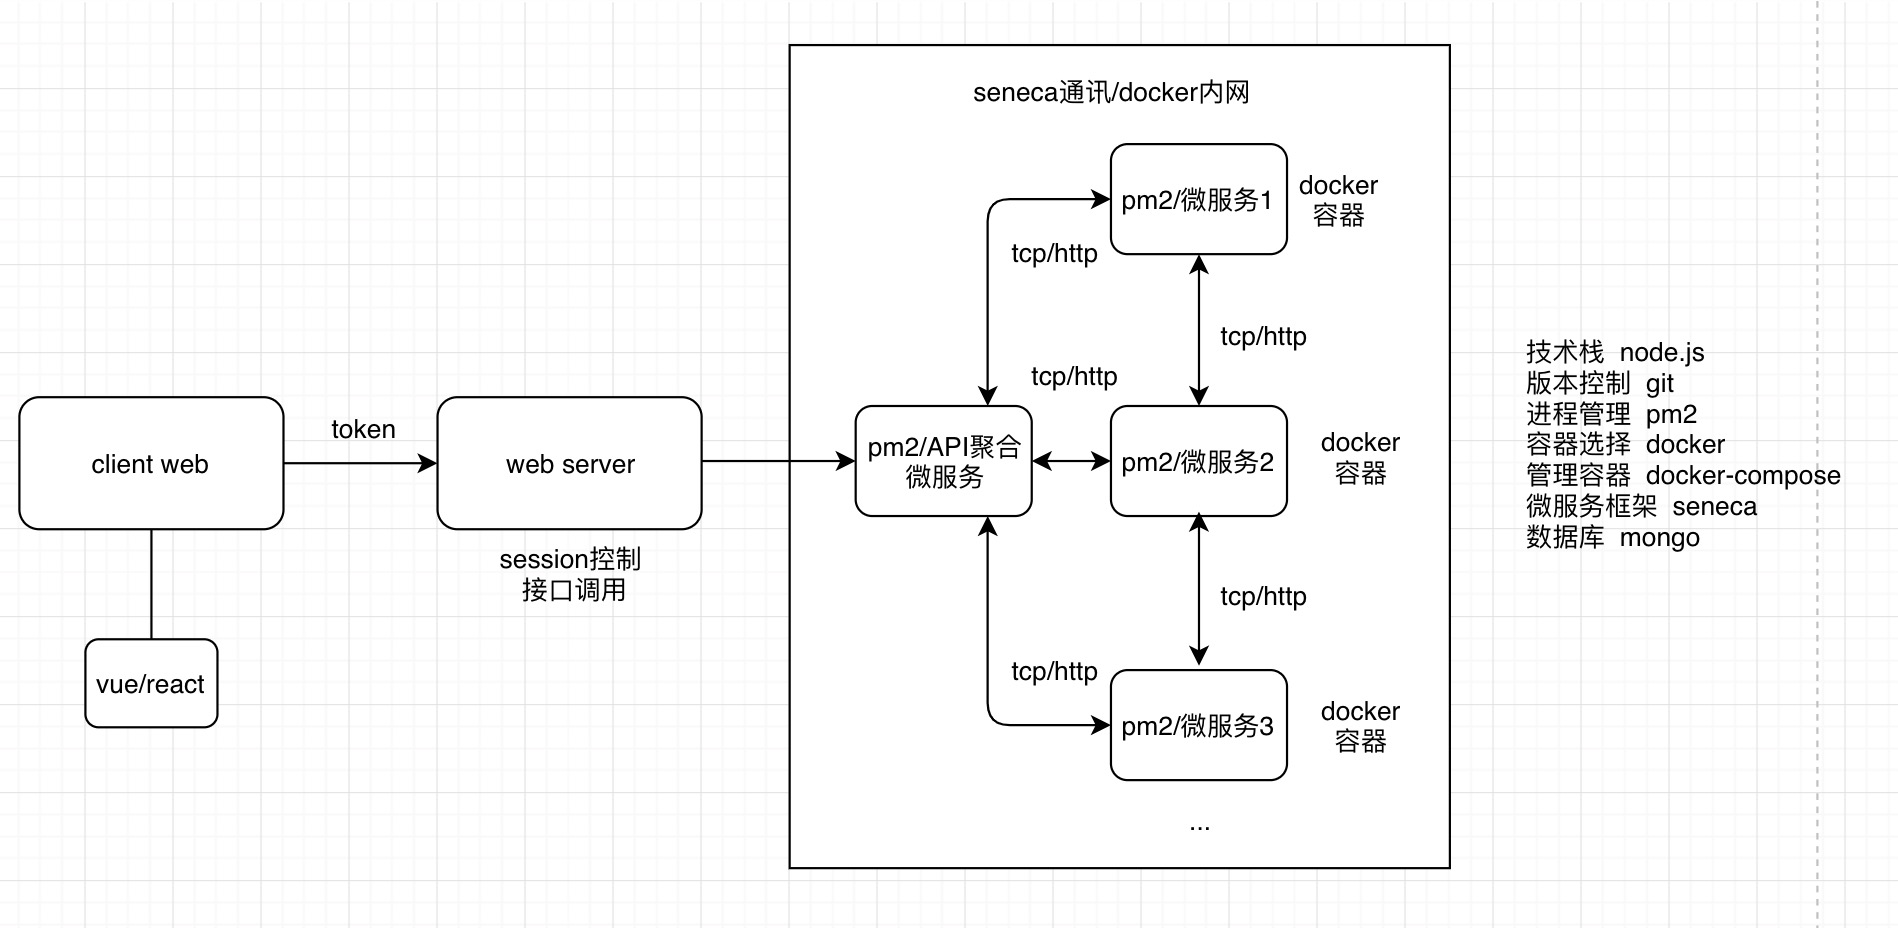 seneca通讯/docker内网
pm2/微服务1
docker
容器
tcp/http
tcp/http
tcp/http
client web
token
web server
session控制
接口调用
pm2/API聚合
微服务
pm2/微服务2
docker
容器
tcp/http
tcp/http
vue/react
pm2/微服务3
docker
容器
...
技术栈 node.js
版本控制 git
进程管理 pm2
容器选择 docker
管理容器 docker-compose
微服务框架 seneca
数据库 mongo